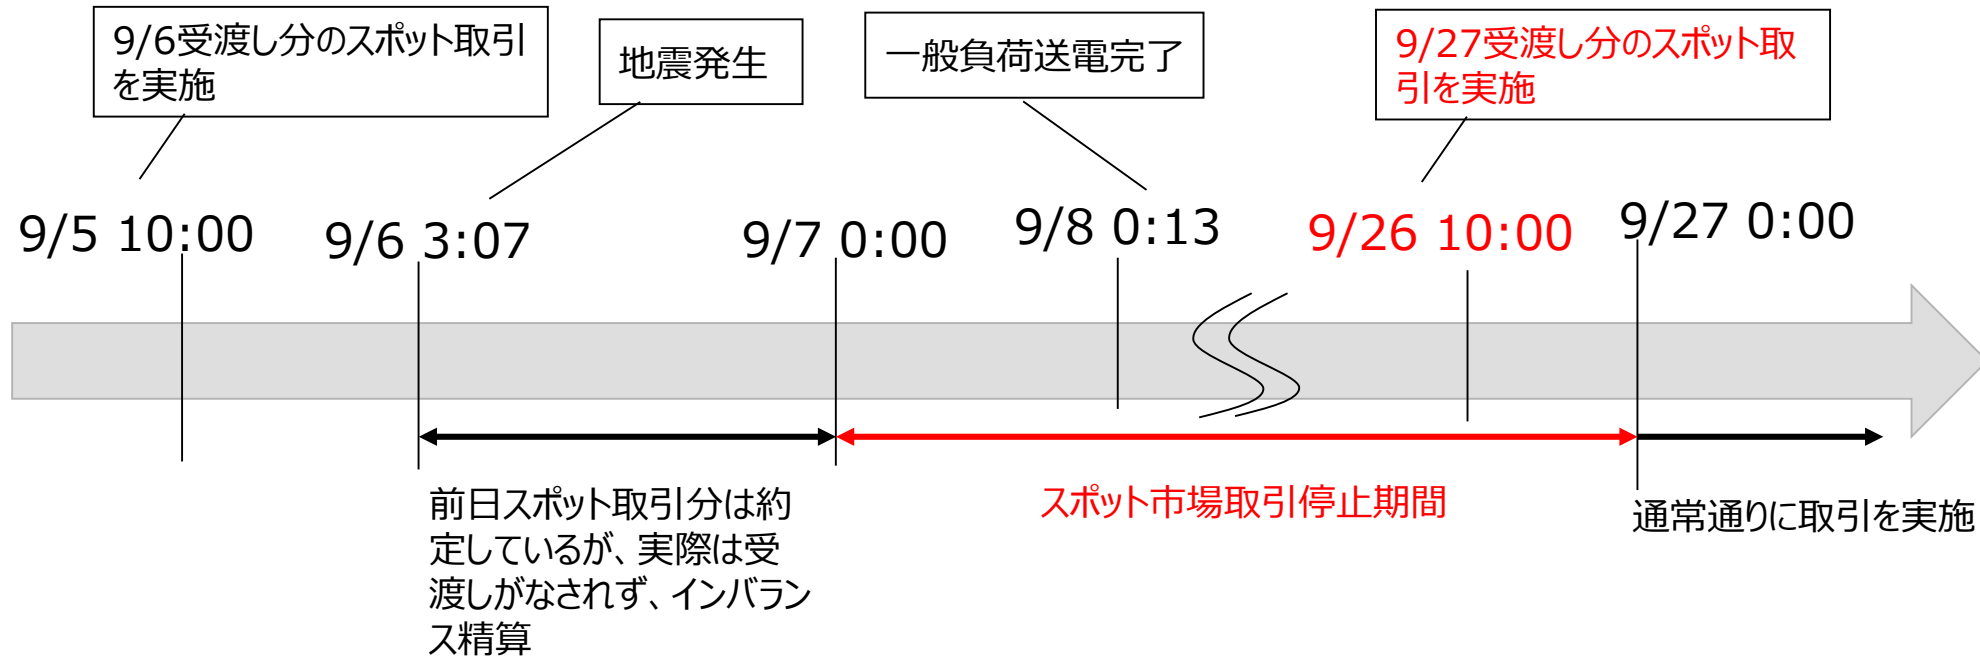 9/6受渡し分のスポット取引
を実施
地震発生
一般負荷送電完了
9/27受渡し分のスポット取
引を実施
9/5 10:00
9/6 3:07
9/7 0:00
9/8 0:13
9/26 10:00
9/27 0:00
前日スポット取引分は約
定しているが、実際は受
渡しがなされず、インバラン
ス精算
スポット市場取引停止期間
通常通りに取引を実施